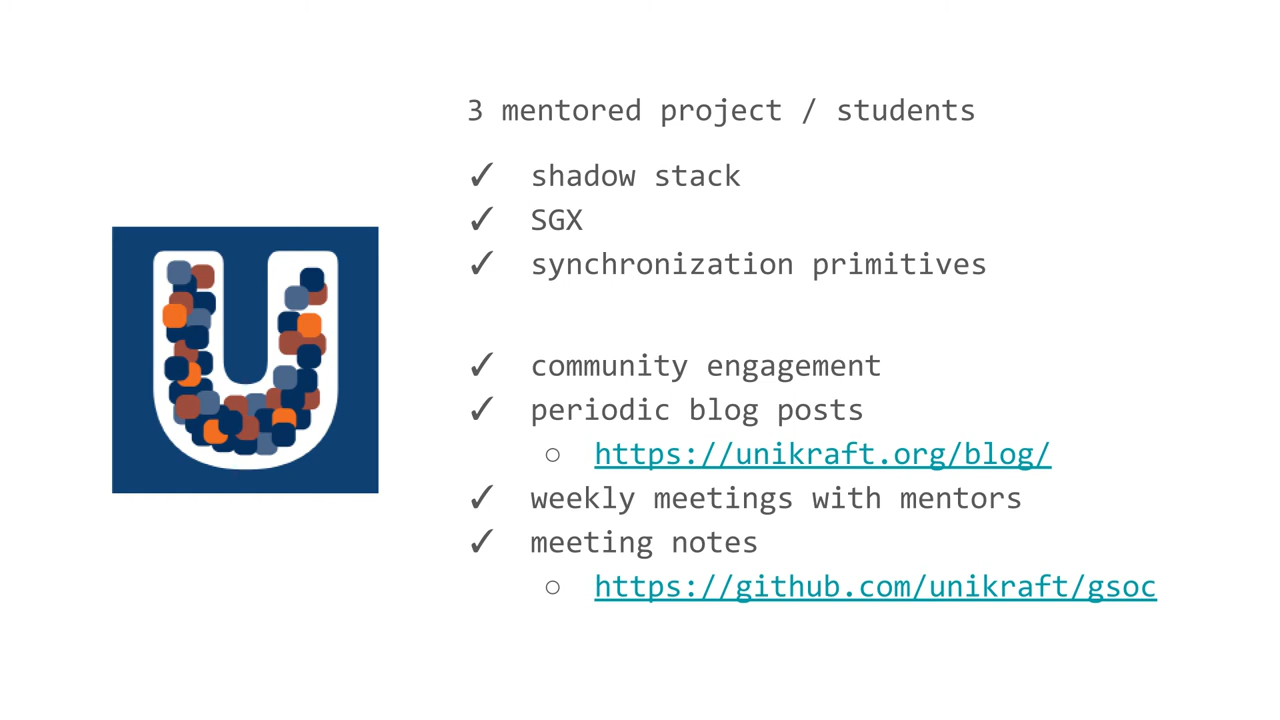 3 mentored project / students
✓ shadow stack
✓ SGX
✓ synchronization primitives
✓ community engagement
✓ periodic blog posts
○ https://unikraft.org/blog/
✓ weekly meetings with mentors
✓ meeting notes
○ https://github.com/unikraft/gsoc
U